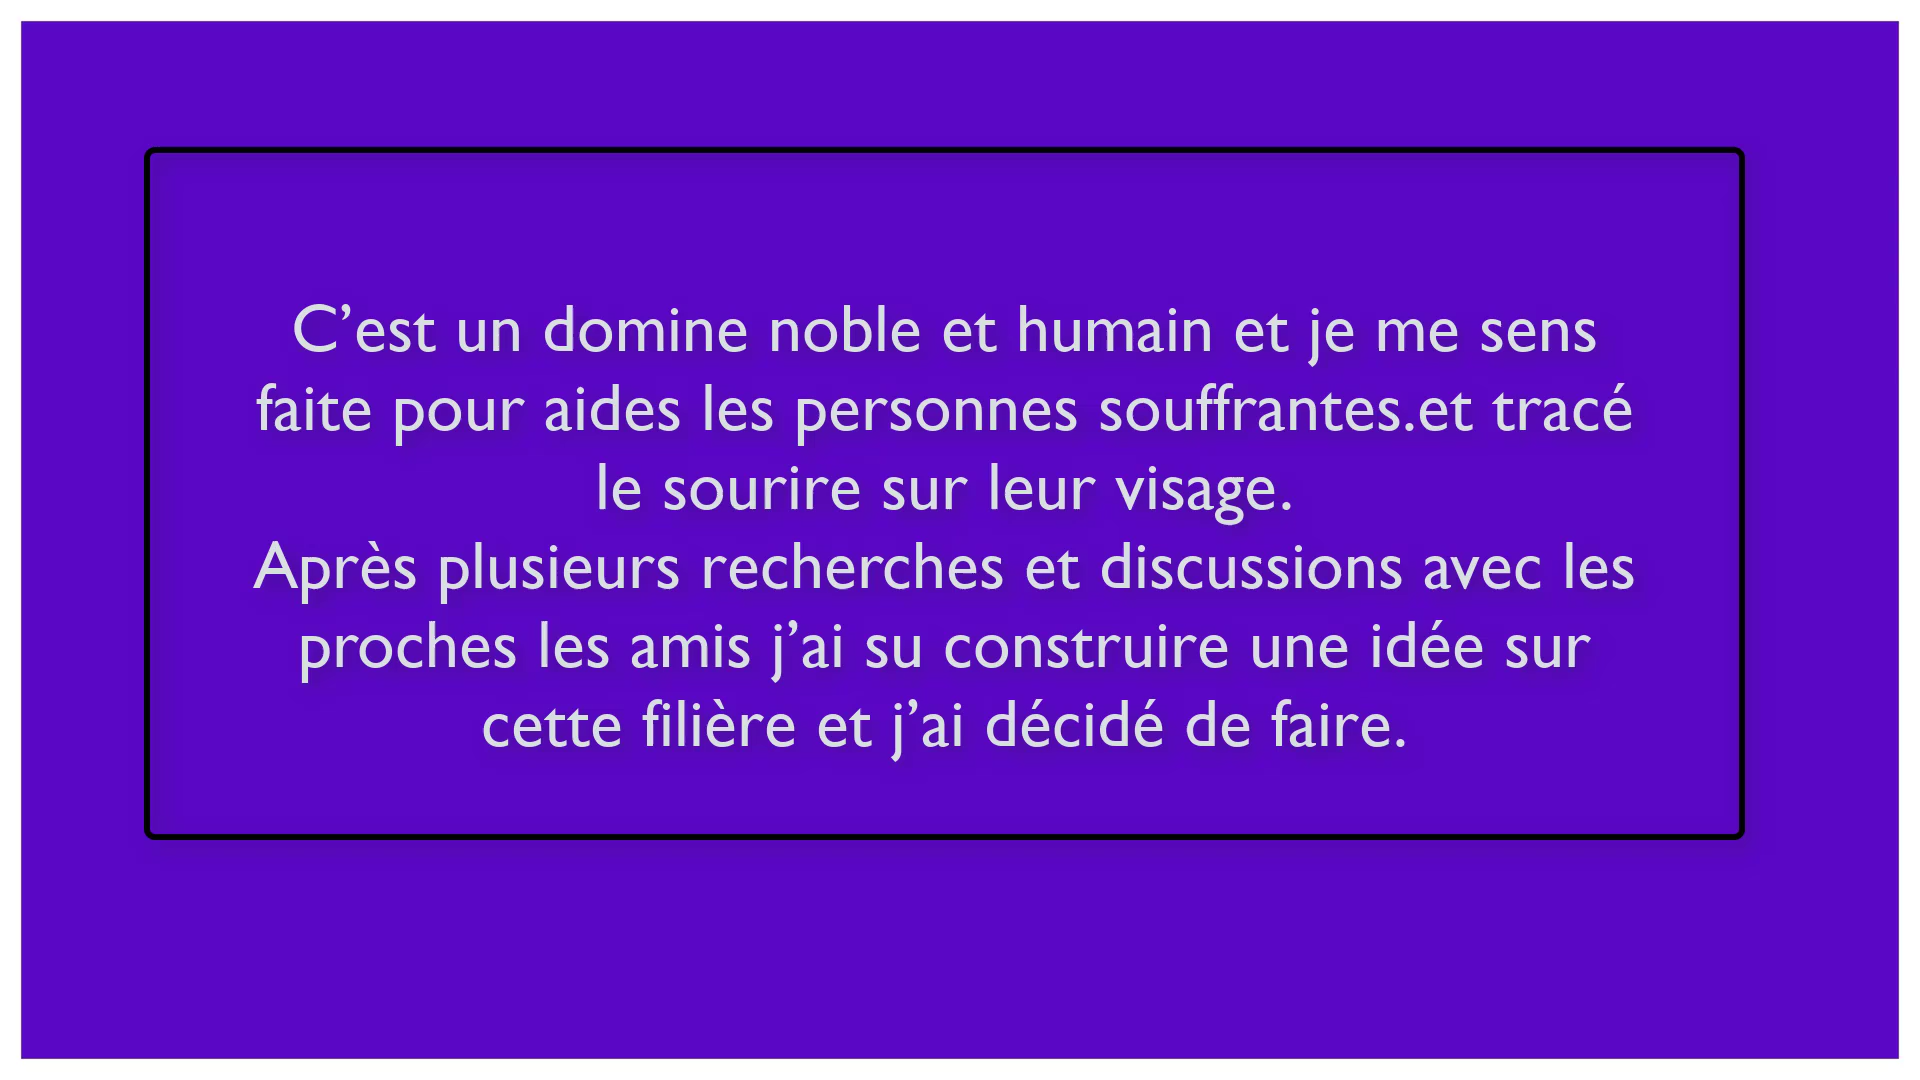 C’est un domine noble et humain et je me sens
faite pour aides les personnes souffrantes.et tracé
le sourire sur leur visage.
Après plusieurs recherches et discussions avec les
proches les amis j’ai su construire une idée sur
cette filière et j’ai décidé de faire.